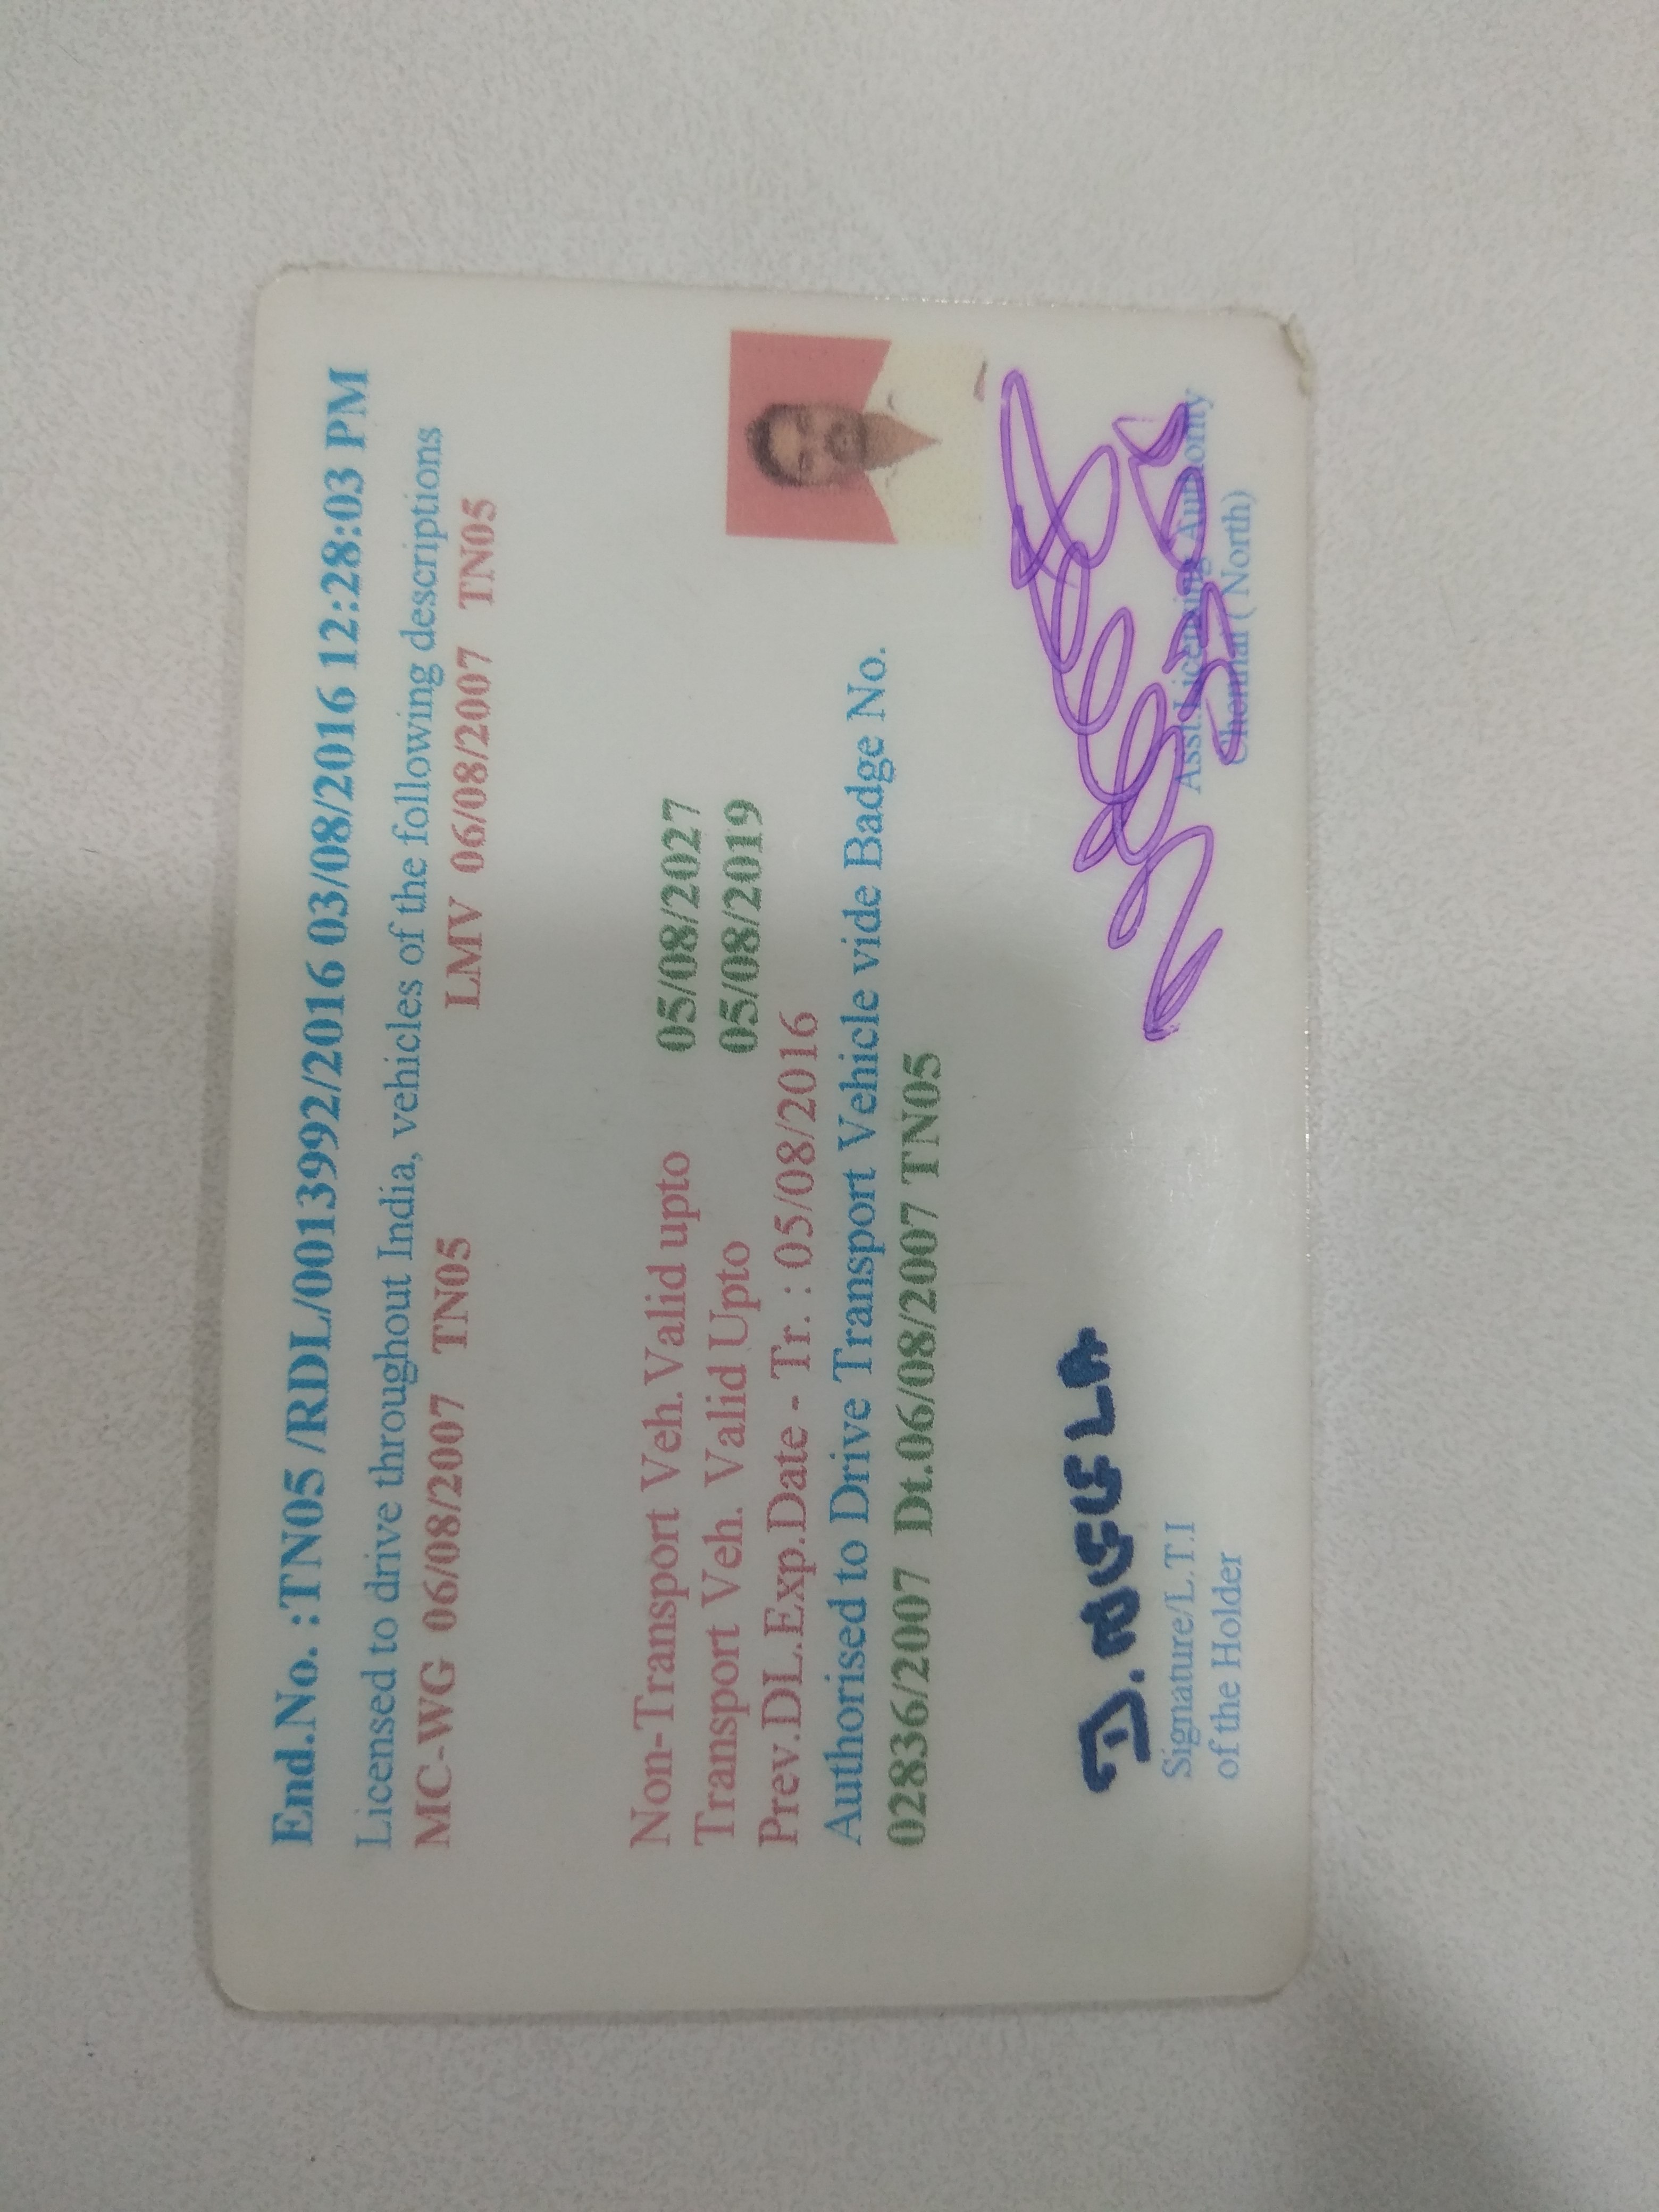 End.No. :TN05 /RDL/0013992/2016 03/08/2016 12:28:03 PM
Licensed to drive throughout India, vehicles of the following descriptions
MC-WG 06/08/2007 TN05 LMV 06/08/2007 TN05
Non-Transport Veh.Valid upto 05/08/2027
Transport Veh. Valid Upto 05/08/2019
Prev.DL.Exp.Date - Tr. : 05/08/2016
Authorised to Drive Transport Vehicle vide Badge No.
02836/2007 Dt.06/08/2007 TN05
Signature/L.T.I
of the Holder
Asst.Licensing Authority
Chennai ( North)